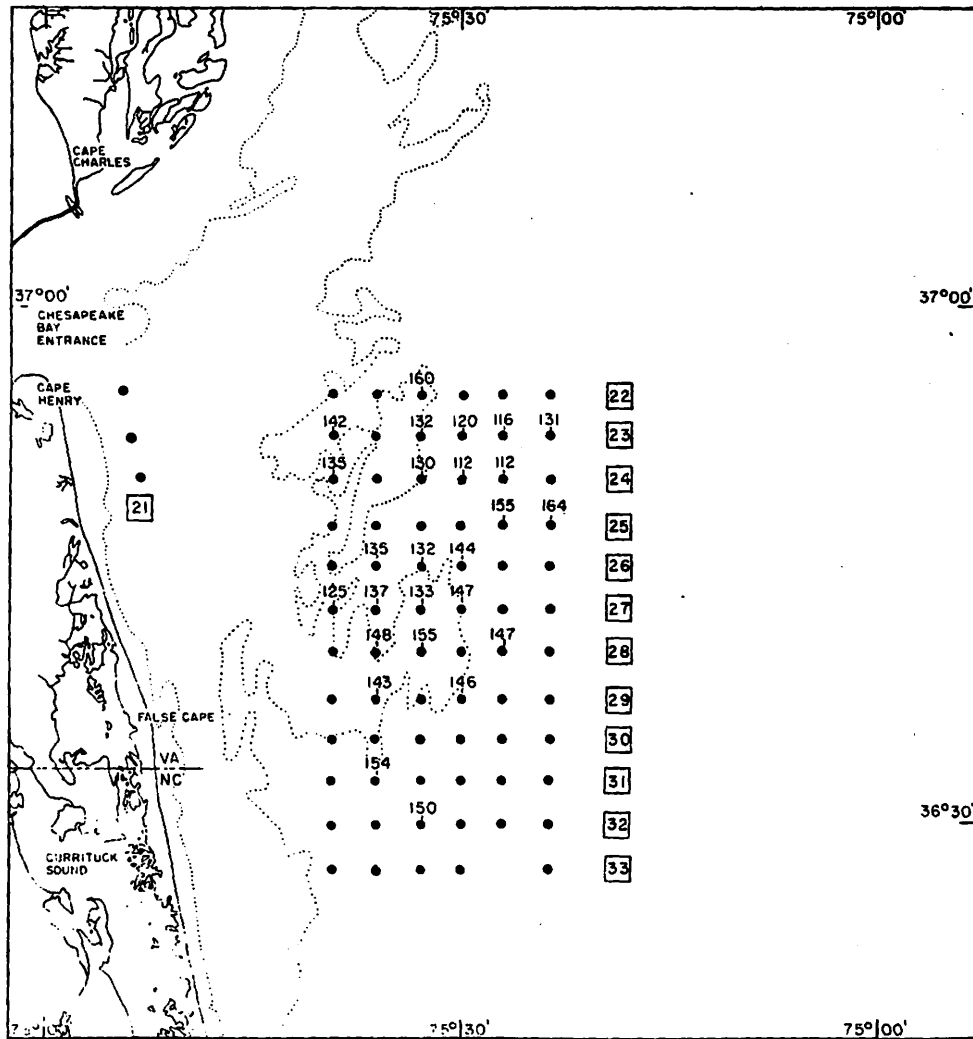 75°30' 75°00'
CAPE
CHARLES
37°00' 37°00'
CHESAPEAKE
BAY
ENTRANCE
CAPE
HENRY
160
22
142 132 120 116 131
23
135 130 112 112
24
21
155 164
25
135 132 144
26
125 137 133 147
27
148 155 147
28
143 146
29
FALSE CAPE
30
VA
NC
154
31
150
36°30'
32
CURRITUCK
SOUND
33
75°30' 75°00'